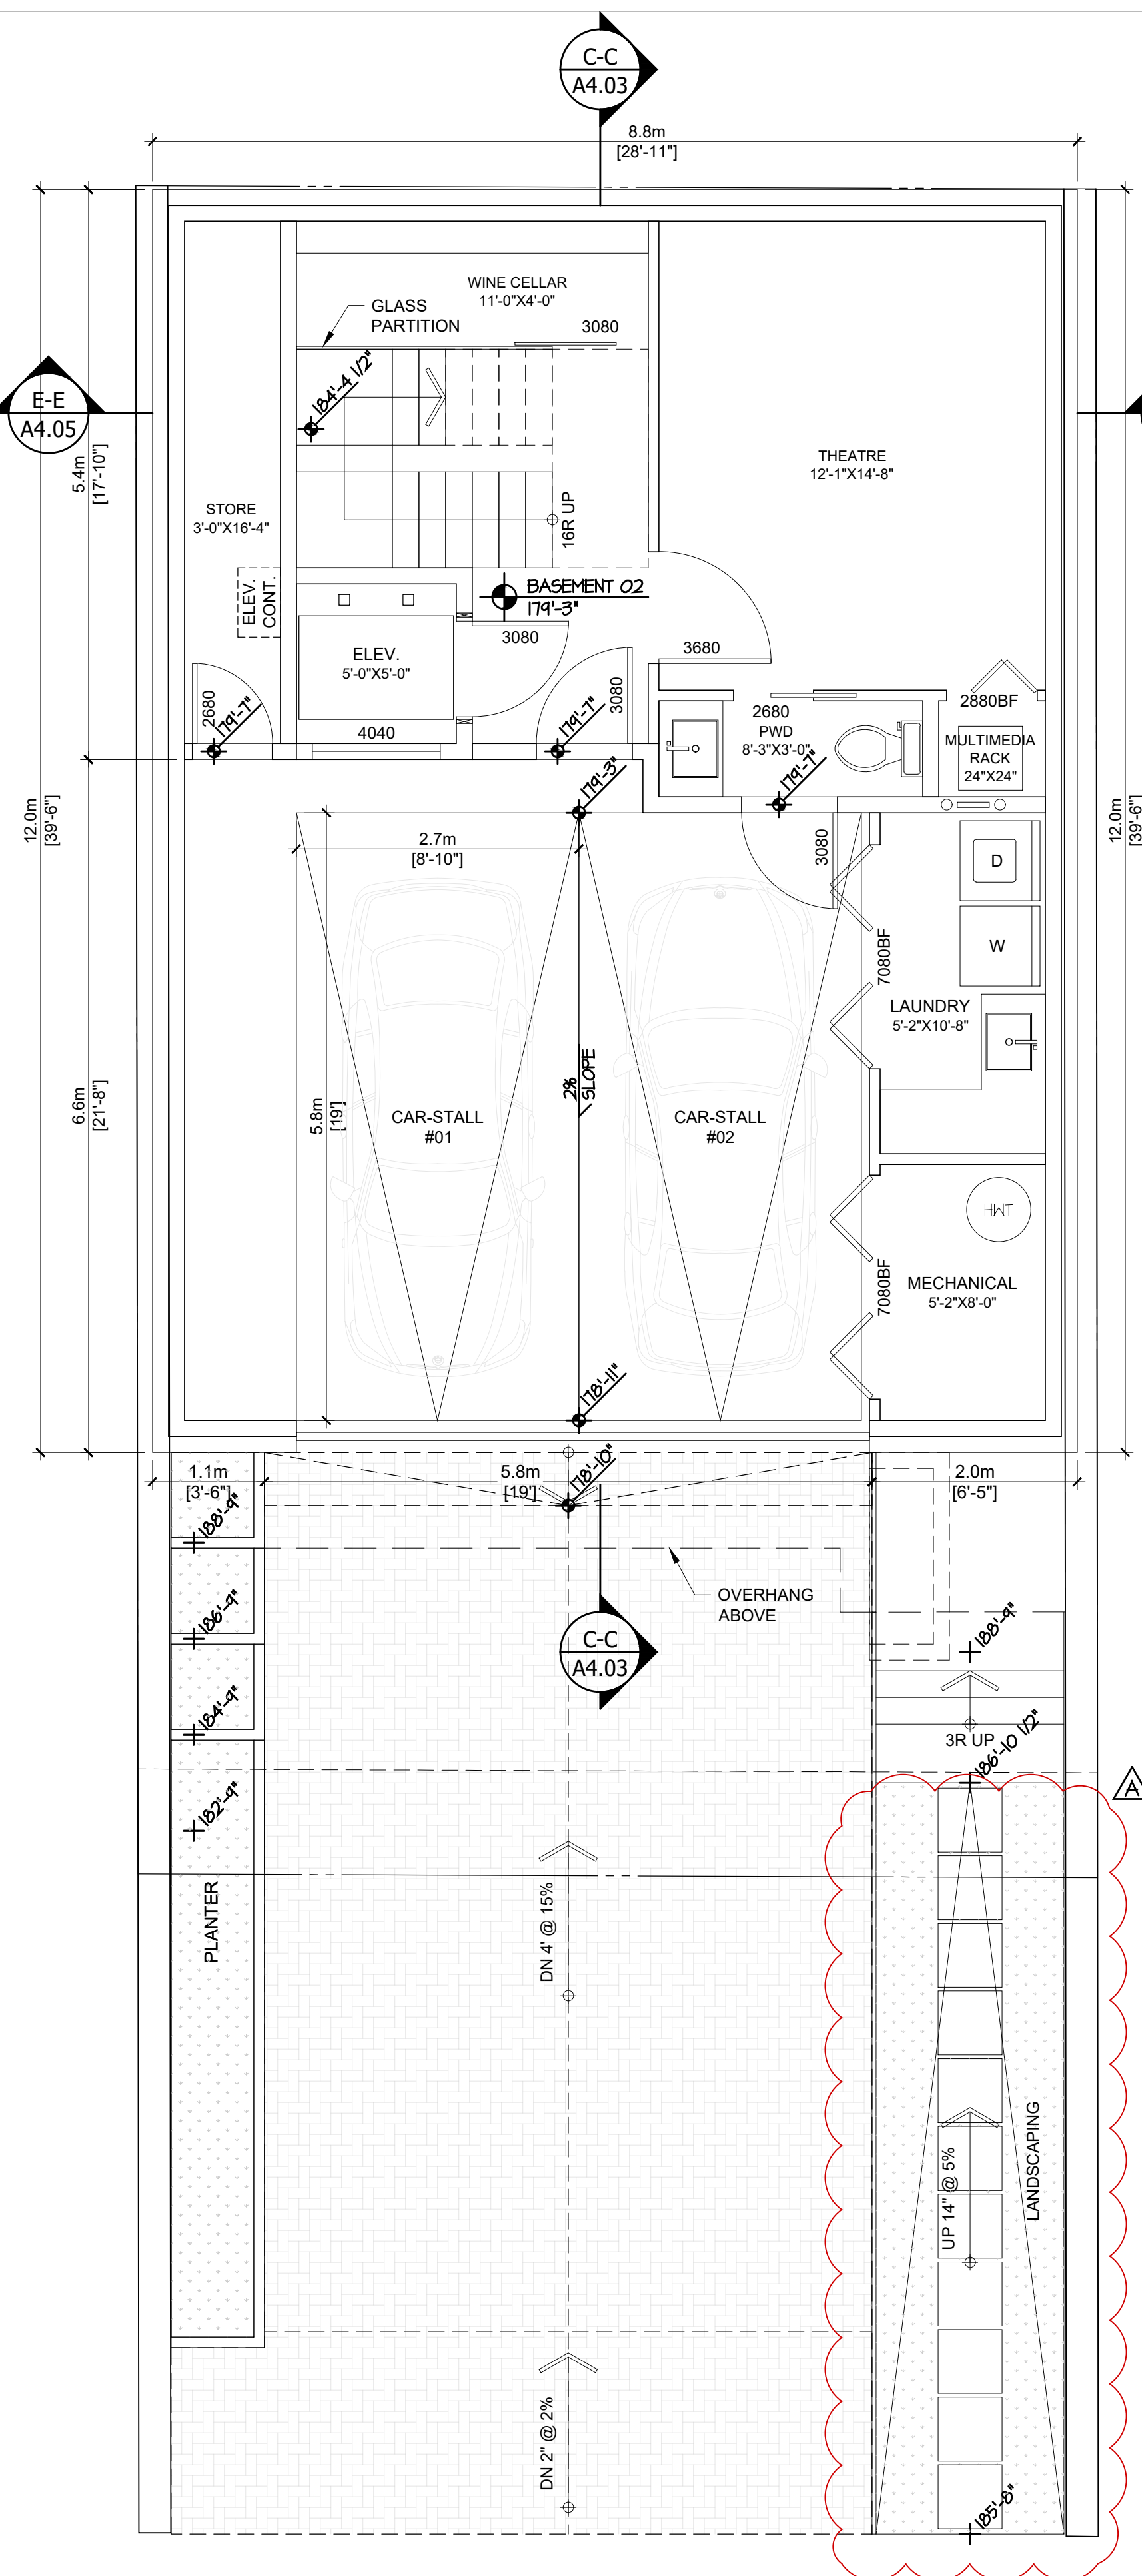 C-C
A4.03
8.8m
[28'-11"]
WINE CELLAR
11'-0"X4'-0"
GLASS
PARTITION
3080
184'-4 1/2"
E-E
A4.05
5.4m
[17'-10"]
THEATRE
12'-1"X14'-8"
STORE
3'-0"X16'-4"
16R UP
ELEV.
CONT.
BASEMENT 02
179'-3"
3080
3680
ELEV.
5'-0"X5'-0"
2680
179'-7"
3080
179'-7"
4040
2680
PWD
8'-3"X3'-0"
179'-7"
2880BF
MULTIMEDIA
RACK
24"X24"
179'-3"
12.0m
[39'-6"]
12.0m
[39'-6"]
2.7m
[8'-10"]
3080
D
W
7080BF
LAUNDRY
5'-2"X10'-8"
2%
SLOPE
6.6m
[21'-8"]
5.8m
[19']
CAR-STALL
#01
CAR-STALL
#02
HWT
MECHANICAL
5'-2"X8'-0"
7080BF
178'-11"
178'-10"
1.1m
[3'-6"]
5.8m
[19']
2.0m
[6'-5"]
188'-9"
186'-9"
184'-9"
182'-9"
OVERHANG
ABOVE
C-C
A4.03
188'-9"
3R UP
186'-10 1/2"
A
PLANTER
DN 4' @ 15%
UP 14" @ 5%
LANDSCAPING
DN 2" @ 2%
185'-8"